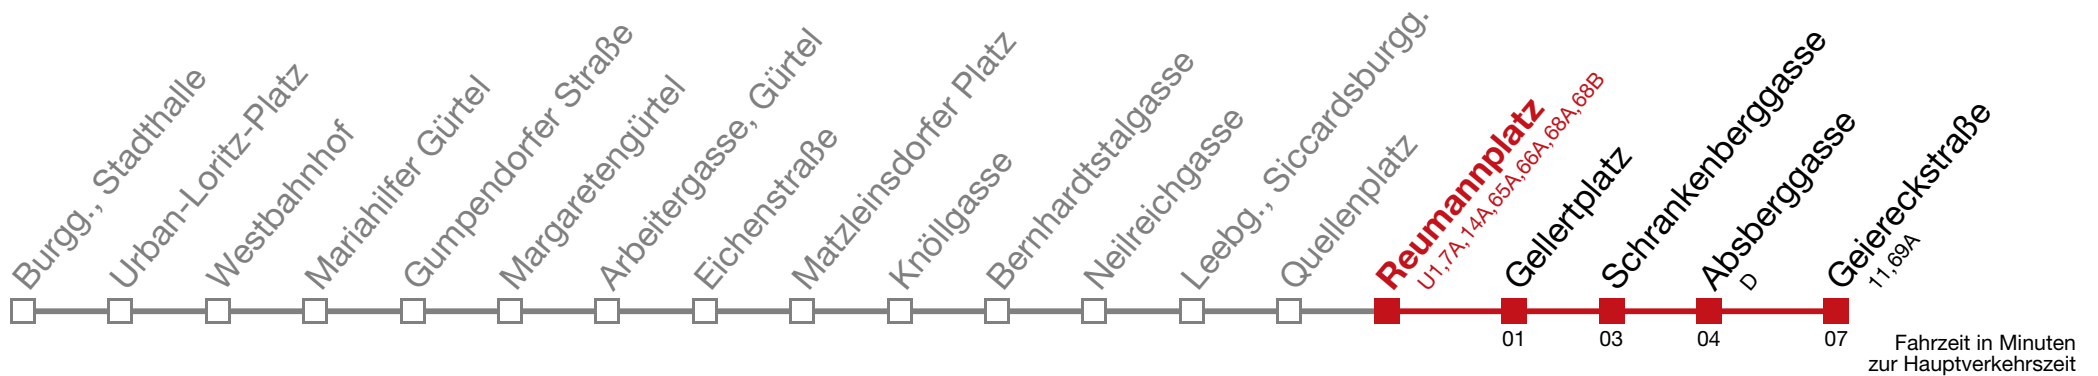 Burgg., Stadthalle
Urban-Loritz-Platz
Westbahnhof
Mariahilfer Gürtel
Gumpendorfer Straße
Margaretengürtel
Arbeitergasse, Gürtel
Eichenstraße
Matzleinsdorfer Platz
Knöllgasse
Bernhardtstalgasse
Neilreichgasse
Leebg., Siccardsburgg.
Quellenplatz
Reumannplatz
U1,7A,14A,65A,66A,68A,68B
Gellertplatz
Schrankenberggasse
Absberggasse
D
Geiereckstraße
11,69A
01
03
04
07
Fahrzeit in Minuten
zur Hauptverkehrszeit